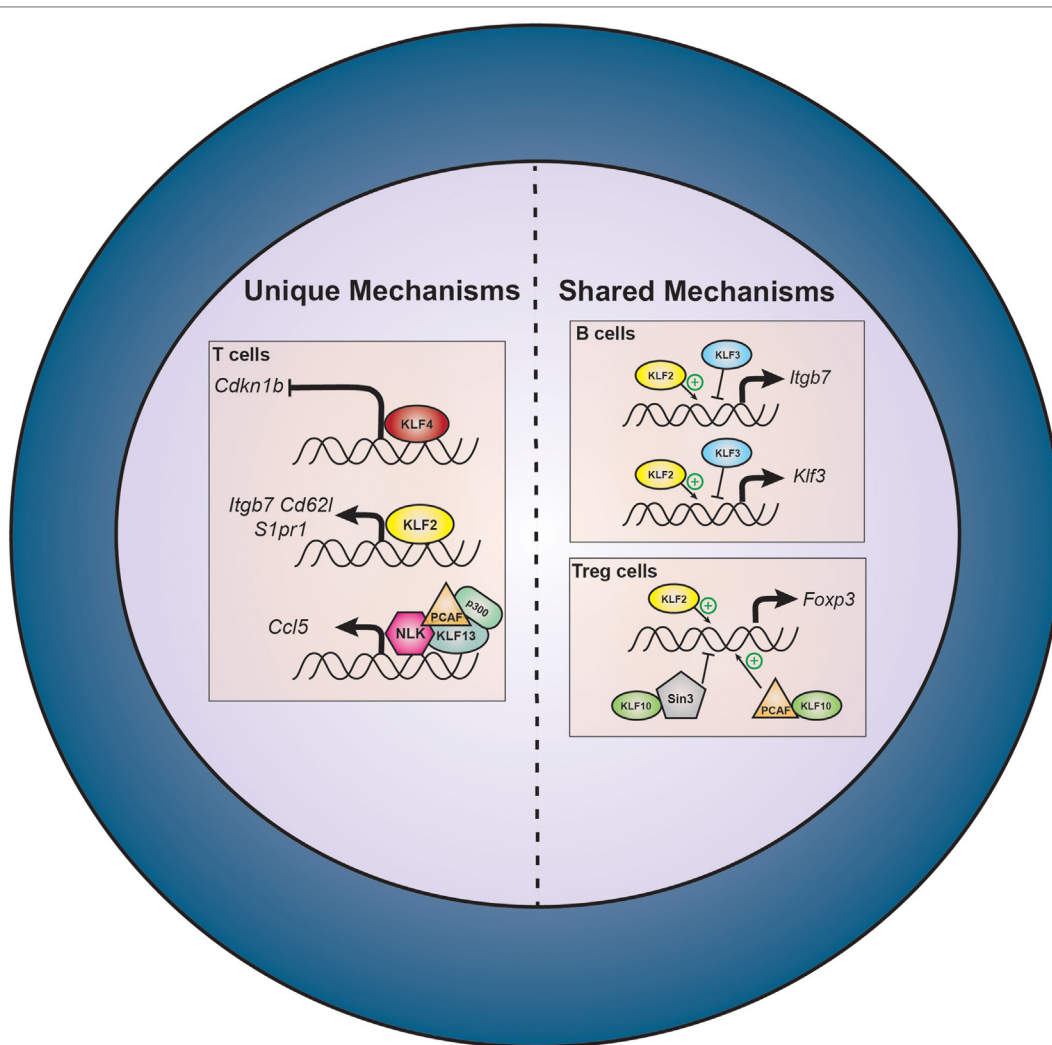 Unique Mechanisms
T cells
Cdkn1b
KLF4
Itgb7 Cd62l
S1pr1
KLF2
Ccl5
NLK
PCAF
p300
KLF13
Shared Mechanisms
B cells
KLF2
+
KLF3
Itgb7
KLF2
+
KLF3
Klf3
Treg cells
KLF2
+
Foxp3
KLF10
Sin3
+
PCAF
KLF10